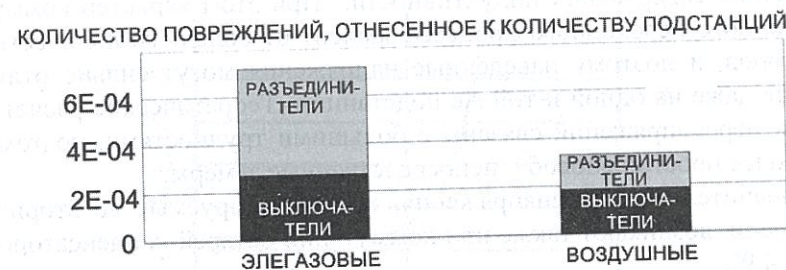 КОЛИЧЕСТВО ПОВРЕЖДЕНИЙ, ОТНЕСЕННОЕ К КОЛИЧЕСТВУ ПОДСТАНЦИЙ
6E-04
4E-04
2E-04
0
РАЗЪЕДИНИ-
ТЕЛИ
ВЫКЛЮЧА-
ТЕЛИ
РАЗЪЕДИНИ-
ТЕЛИ
ВЫКЛЮЧА-
ТЕЛИ
ЭЛЕГАЗОВЫЕ
ВОЗДУШНЫЕ